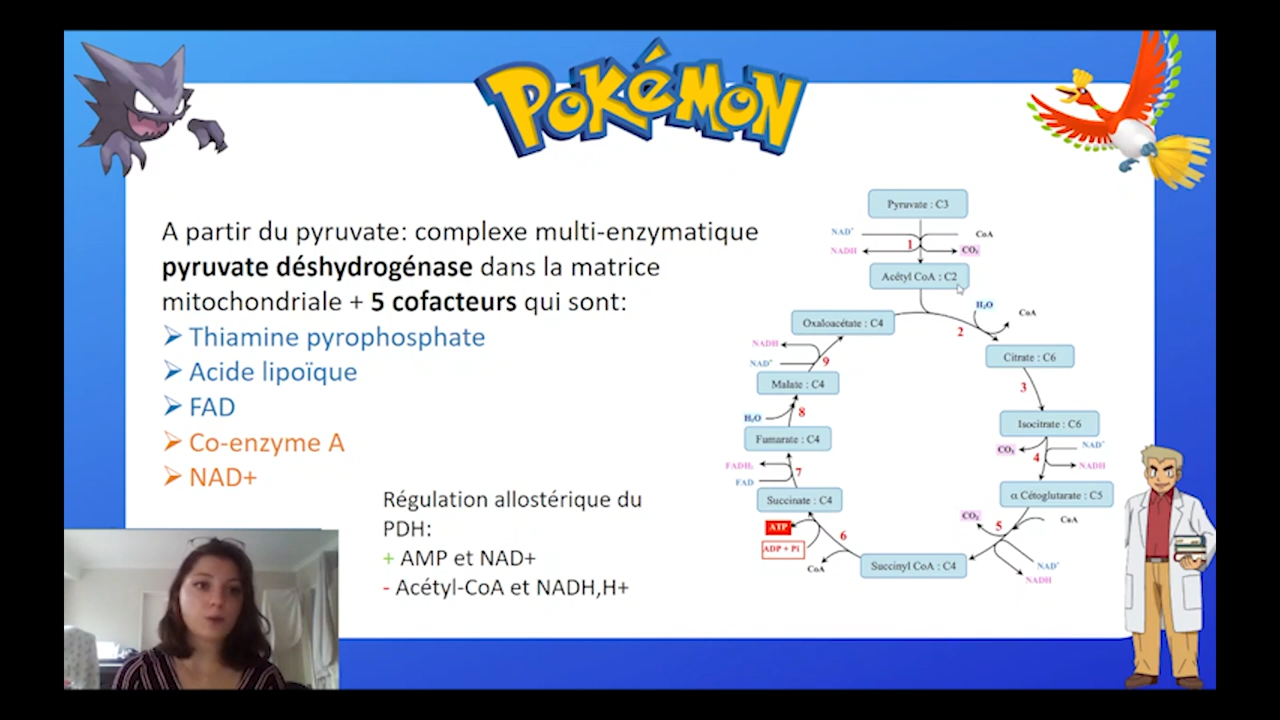 POKéMON
A partir du pyruvate: complexe multi-enzymatique
pyruvate déshydrogénase dans la matrice
mitochondriale + 5 cofacteurs qui sont:
Thiamine pyrophosphate
Acide lipoïque
FAD
Co-enzyme A
NAD+
Régulation allostérique du
PDH:
+ AMP et NAD+
- Acétyl-CoA et NADH,H+
Pyruvate : C3
NAD⁺
CoA
1
NADH
CO₂
Acétyl CoA : C2
H₂O
CoA
Oxaloacétate : C4
2
NADH
NAD⁺
9
Citrate : C6
3
Malate : C4
8
H₂O
Isocitrate : C6
Fumarate : C4
CO₂
NAD⁺
4
NADH
FADH₂
7
FAD
α Cétoglutarate : C5
Succinate : C4
CO₂
CoA
5
ATP
6
ADP + Pi
CoA
Succinyl CoA : C4
NAD⁺
NADH